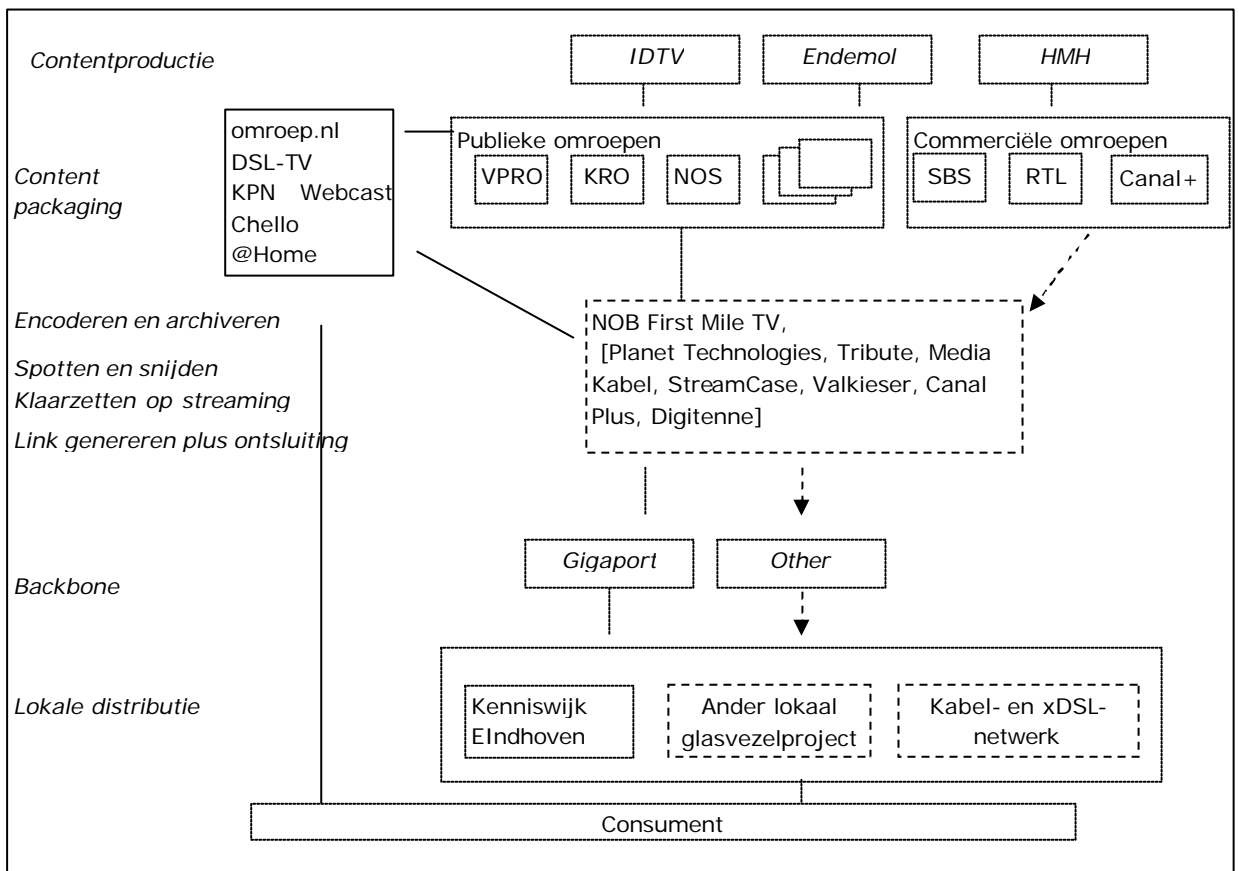 Contentproductie
IDTV
Endemol
HMH
omroep.nl
DSL-TV
KPN Webcast
Chello
@Home
Publieke omroepen
VPRO
KRO
NOS
Commerciële omroepen
SBS
RTL
Canal+
Content
packaging
Encoderen en archiveren
Spotten en snijden
Klaarzetten op streaming
Link genereren plus ontsluiting
NOB First Mile TV,
[Planet Technologies, Tribute, Media
Kabel, StreamCase, Valkieser, Canal
Plus, Digitenne]
Gigaport
Other
Backbone
Lokale distributie
Kenniswijk
EIndhoven
Ander lokaal
glasvezelproject
Kabel- en xDSL-
netwerk
Consument